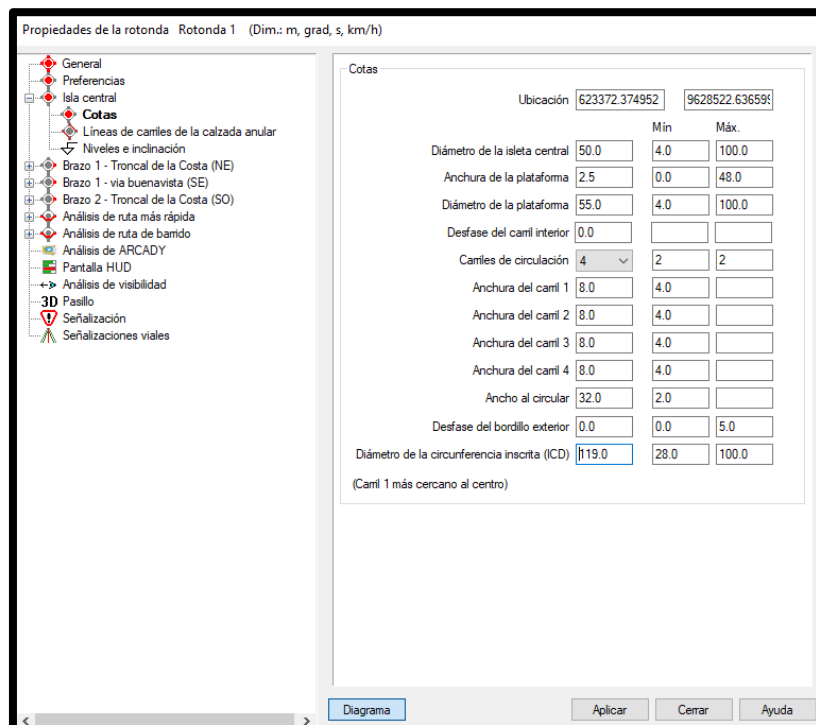 Propiedades de la rotonda Rotonda 1 (Dim.: m, grad, s, km/h)
General
Preferencias
Isla central
Cotas
Líneas de carriles de la calzada anular
Niveles e inclinación
Brazo 1 - Troncal de la Costa (NE)
Brazo 1 - via buenavista (SE)
Brazo 2 - Troncal de la Costa (SO)
Análisis de ruta más rápida
Análisis de ruta de barrido
Análisis de ARCADY
Pantalla HUD
Análisis de visibilidad
3D Pasillo
Señalización
Señalizaciones viales
Cotas
Ubicación 623372.374952 9628522.636595
Mín Máx.
Diámetro de la isleta central 50.0 4.0 100.0
Anchura de la plataforma 2.5 0.0 48.0
Diámetro de la plataforma 55.0 4.0 100.0
Desfase del carril interior 0.0
Carriles de circulación 4 2 2
Anchura del carril 1 8.0 4.0
Anchura del carril 2 8.0 4.0
Anchura del carril 3 8.0 4.0
Anchura del carril 4 8.0 4.0
Ancho al circular 32.0 2.0
Desfase del bordillo exterior 0.0 0.0 5.0
Diámetro de la circunferencia inscrita (ICD) 119.0 28.0 100.0
(Carril 1 más cercano al centro)
Diagrama Aplicar Cerrar Ayuda